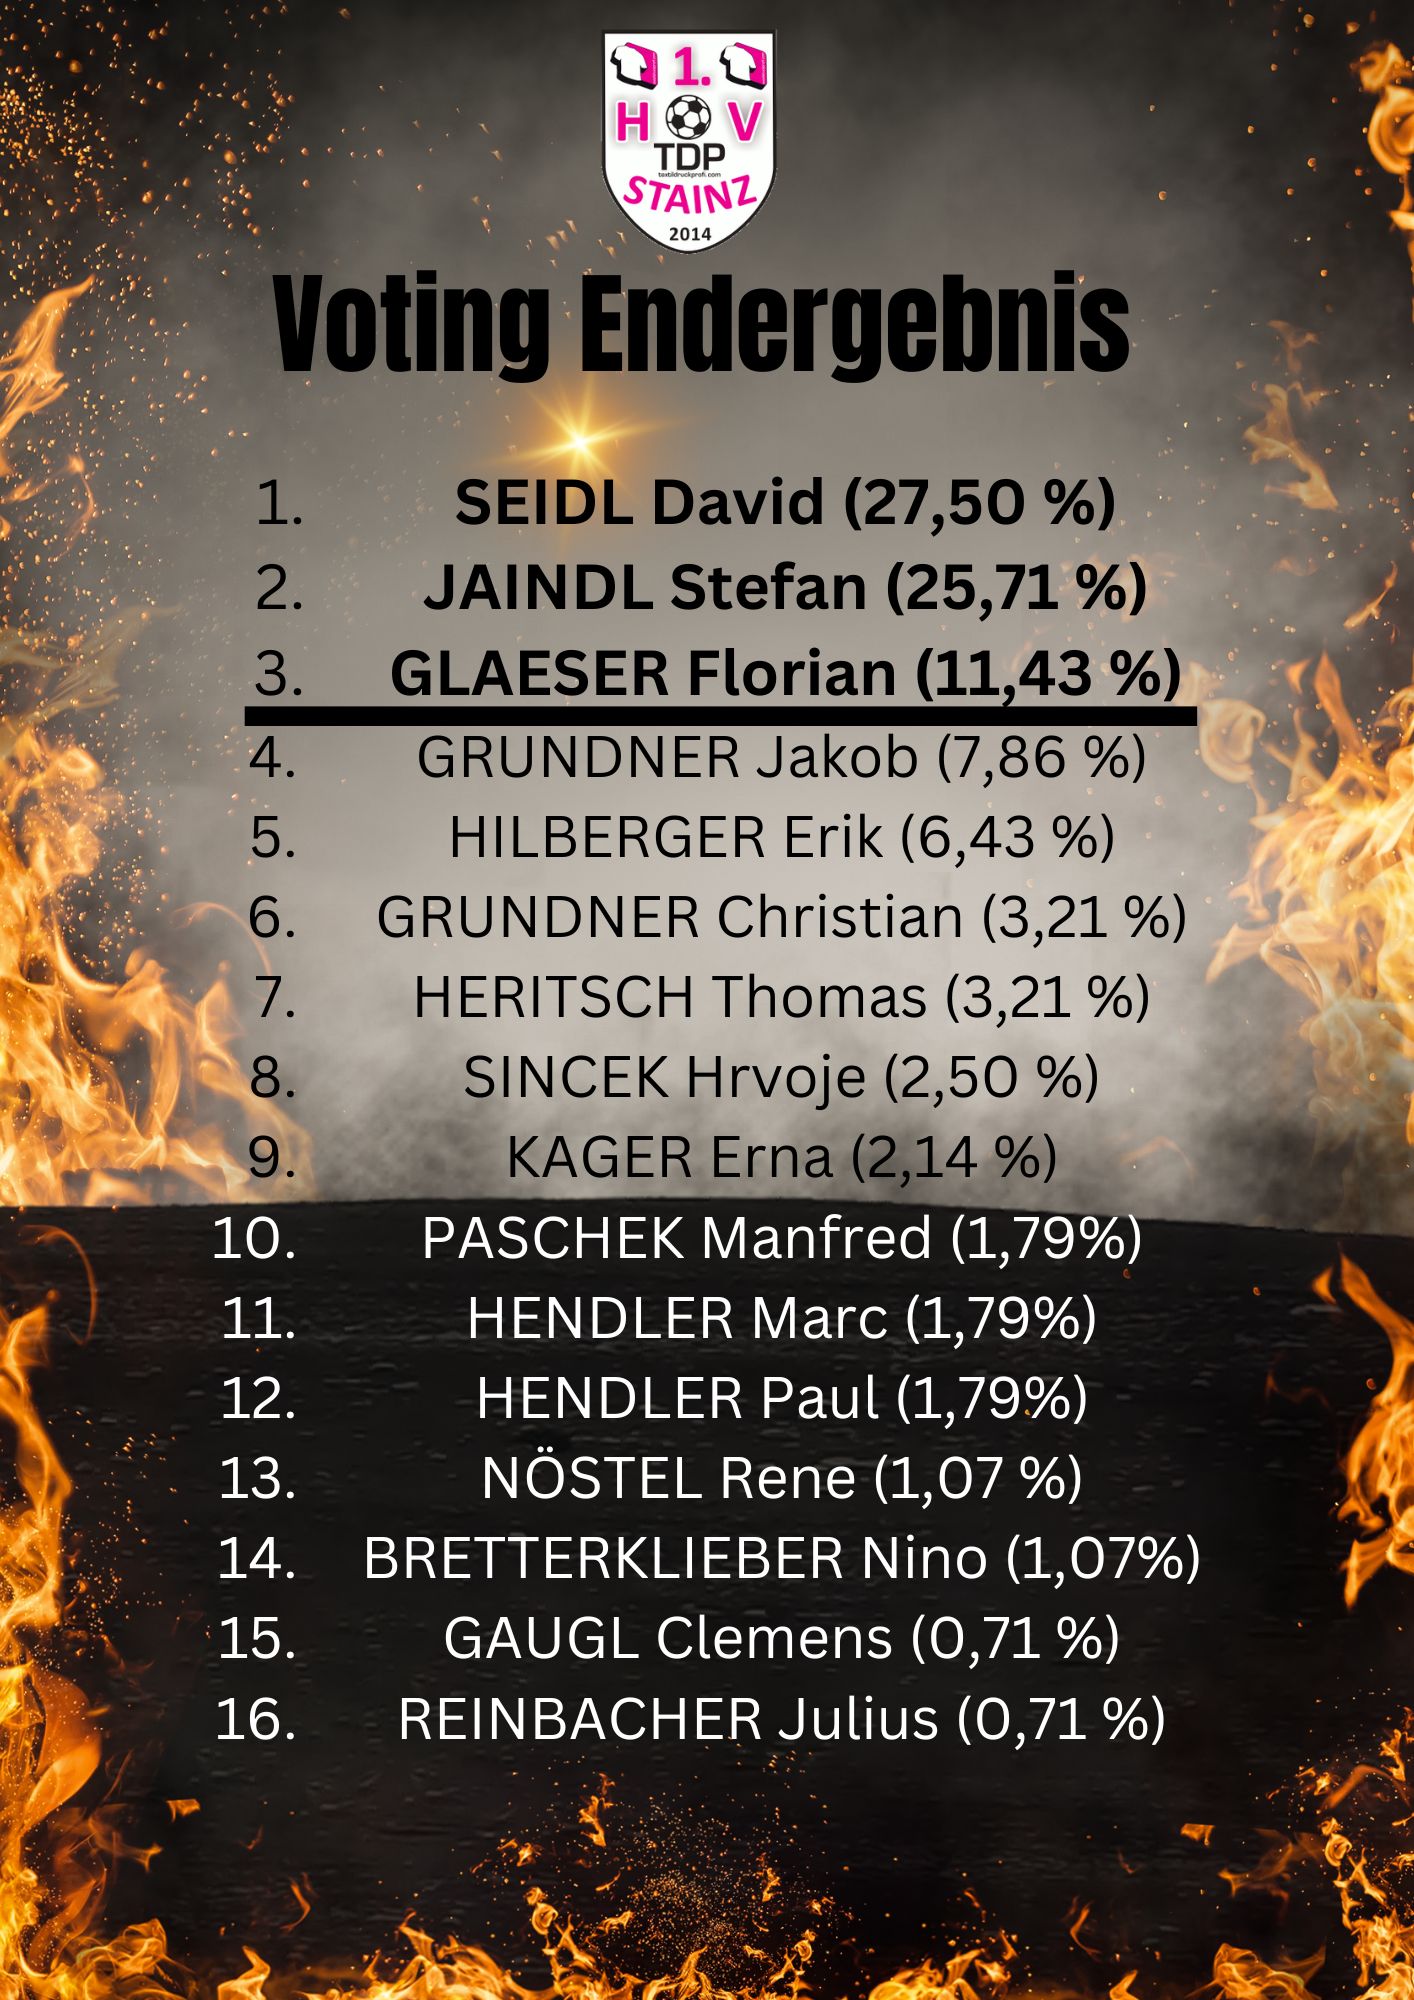 1.
H V
TDP
textildruckprofi.com
STAINZ
2014
Voting Endergebnis
1. SEIDL David (27,50 %)
2. JAINDL Stefan (25,71 %)
3. GLAESER Florian (11,43 %)
4. GRUNDNER Jakob (7,86 %)
5. HILBERGER Erik (6,43 %)
6. GRUNDNER Christian (3,21 %)
7. HERITSCH Thomas (3,21 %)
8. SINCEK Hrvoje (2,50 %)
9. KAGER Erna (2,14 %)
10. PASCHEK Manfred (1,79%)
11. HENDLER Marc (1,79%)
12. HENDLER Paul (1,79%)
13. NÖSTEL Rene (1,07 %)
14. BRETTERKLIEBER Nino (1,07%)
15. GAUGL Clemens (0,71 %)
16. REINBACHER Julius (0,71 %)